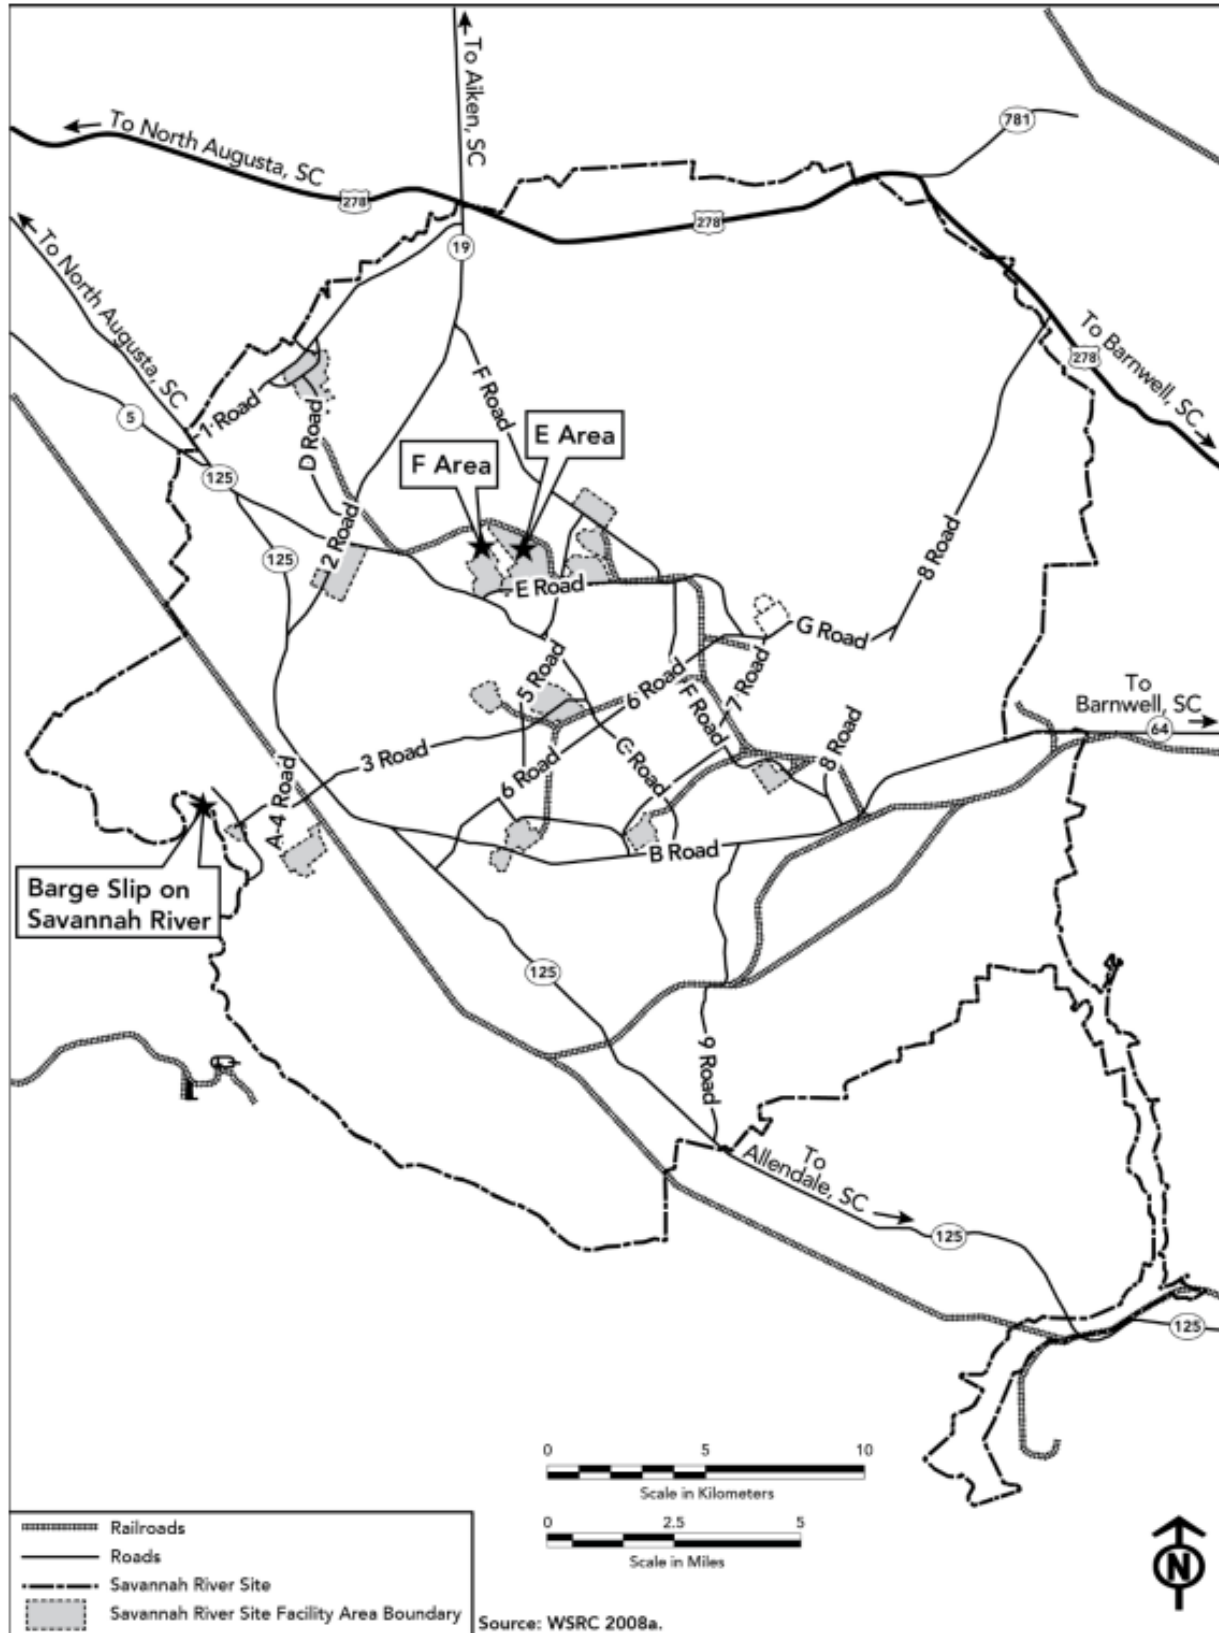 To Aiken, SC
781
To North Augusta, SC
278
278
19
To North Augusta, SC
To Barnwell, SC
278
F Road
1 Road
5
D Road
E Area
F Area
125
2 Road
8 Road
125
E Road
G Road
5 Road
6 Road
7 Road
To
Barnwell, SC
64
F Road
3 Road
8 Road
6 Road
C Road
A-4 Road
B Road
Barge Slip on
Savannah River
125
9 Road
To
Allendale, SC
125
125
0 5 10
Scale in Kilometers
0 2.5 5
Scale in Miles
N
Railroads
Roads
Savannah River Site
Savannah River Site Facility Area Boundary
Source: WSRC 2008a.